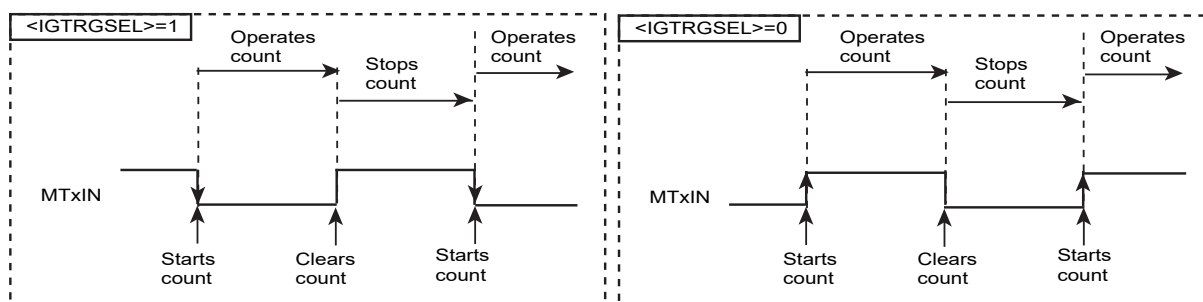 <IGTRGSEL>=1
Operates
count
Operates
count
Stops
count
MTxIN
Starts
count
Clears
count
Starts
count
<IGTRGSEL>=0
Operates
count
Operates
count
Stops
count
MTxIN
Starts
count
Clears
count
Starts
count